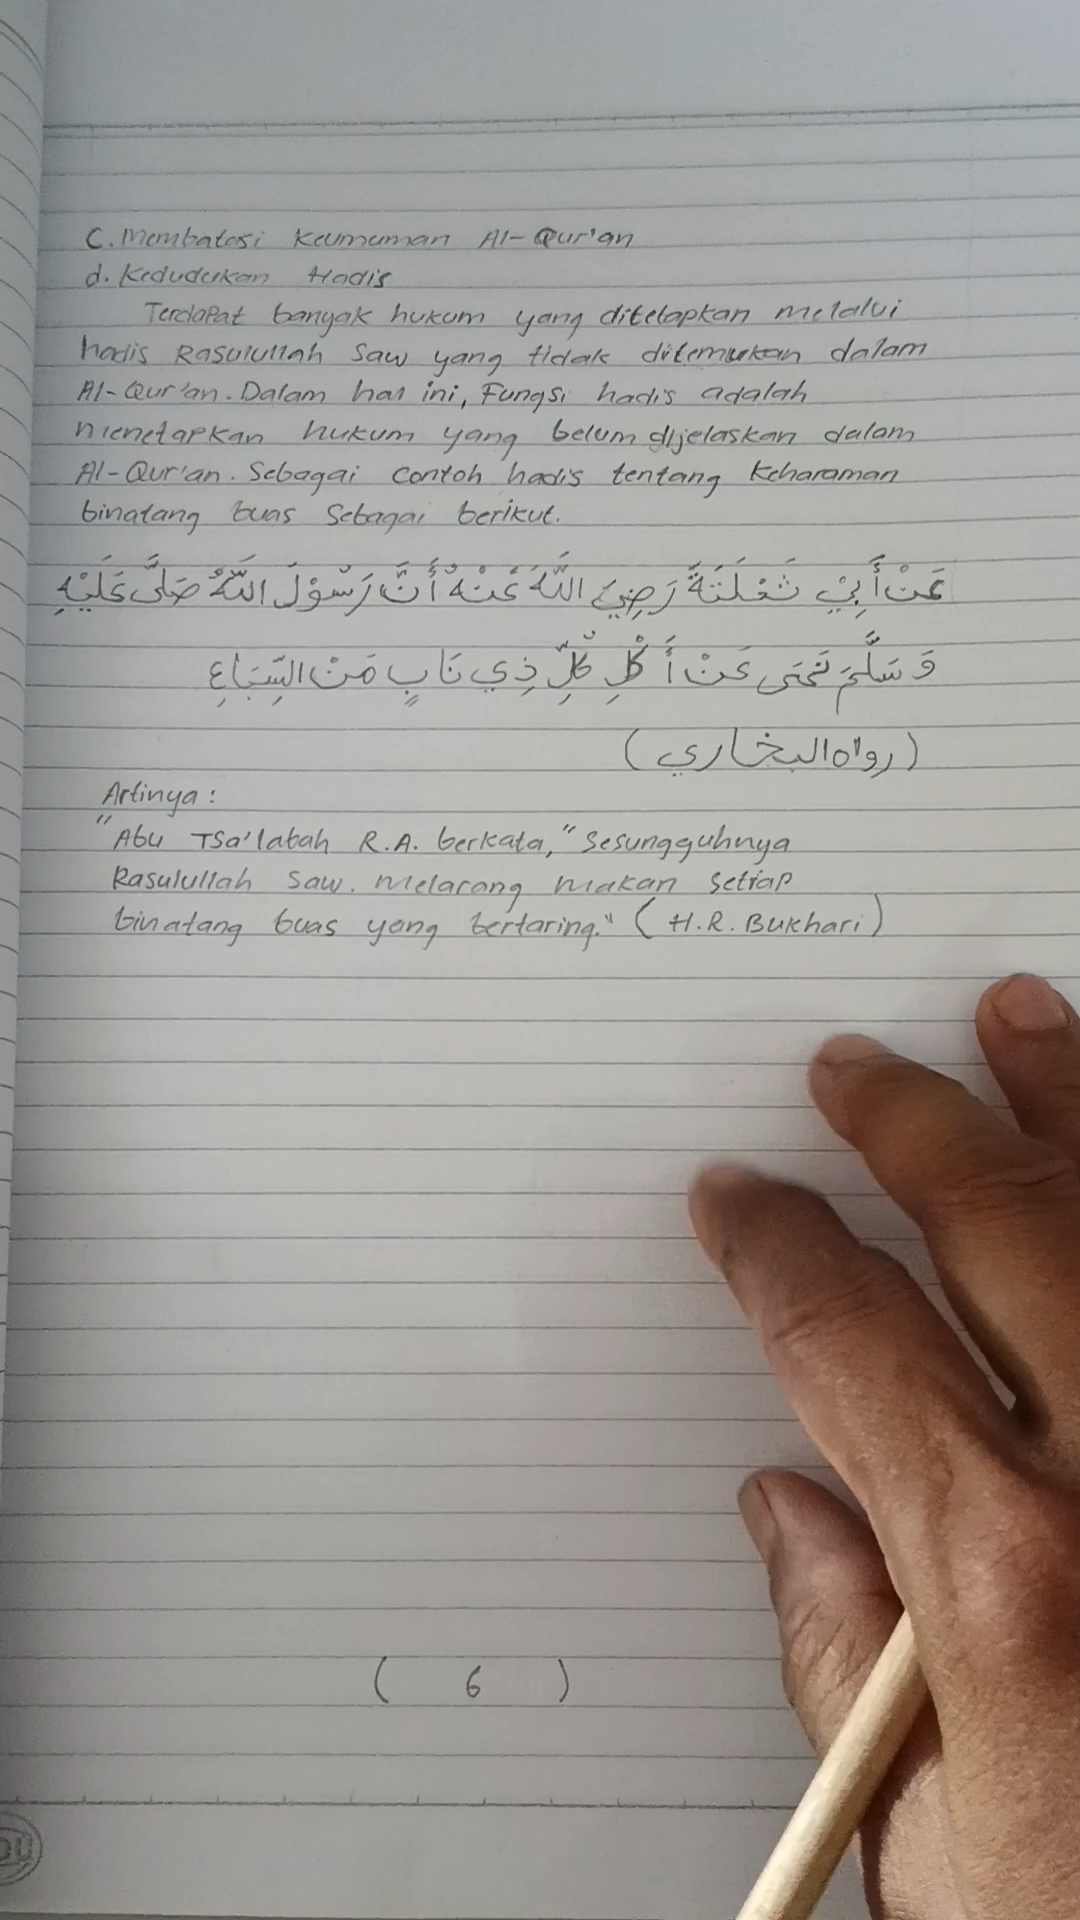 C. Membatasi Keumuman Al-Qur'an
d. Kedudukan Hadis
Terdapat banyak hukum yang ditetapkan melalui
hadis Rasulullah Saw yang tidak ditemukan dalam
Al-Qur'an. Dalam hal ini, Fungsi hadis adalah
menetapkan hukum yang belum dijelaskan dalam
Al-Qur'an. Sebagai contoh hadis tentang Keharaman
binatang buas Sebagai berikut.
عَنْ أَبِيْ ثَعْلَتَةَ رَضِيَ اللَّهَ عَنْهُ أَنَّ رَسُوْلَ اللَّهُ صَلَّى عَلَيْهِ
وَسَلَّمَ نَحَى عَنْ أَكْلِ كُلِّ ذِي نَابٍ مَنْ السِّبَاعِ
(رواه البخاري)
Artinya :
"Abu Tsa'labah R.A. berkata, "Sesungguhnya
Rasulullah Saw. Melarang makan setiap
binatang buas yang bertaring." (H.R. Bukhari)
( 6 )